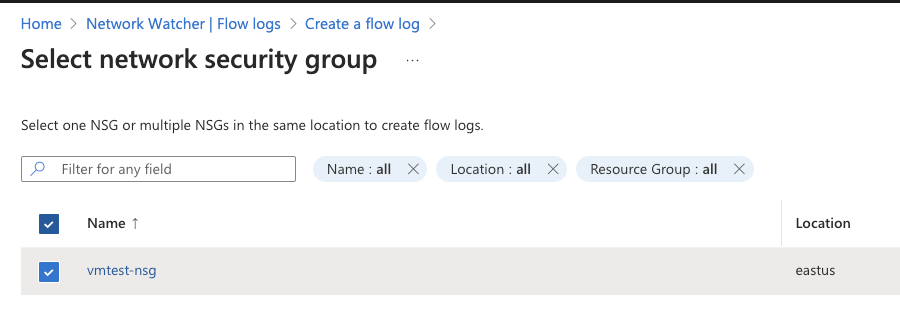 Home > Network Watcher | Flow logs > Create a flow log >
Select network security group ...
Select one NSG or multiple NSGs in the same location to create flow logs.
Filter for any field Name : all Location : all Resource Group : all
Name ↑ Location
vmtest-nsg eastus